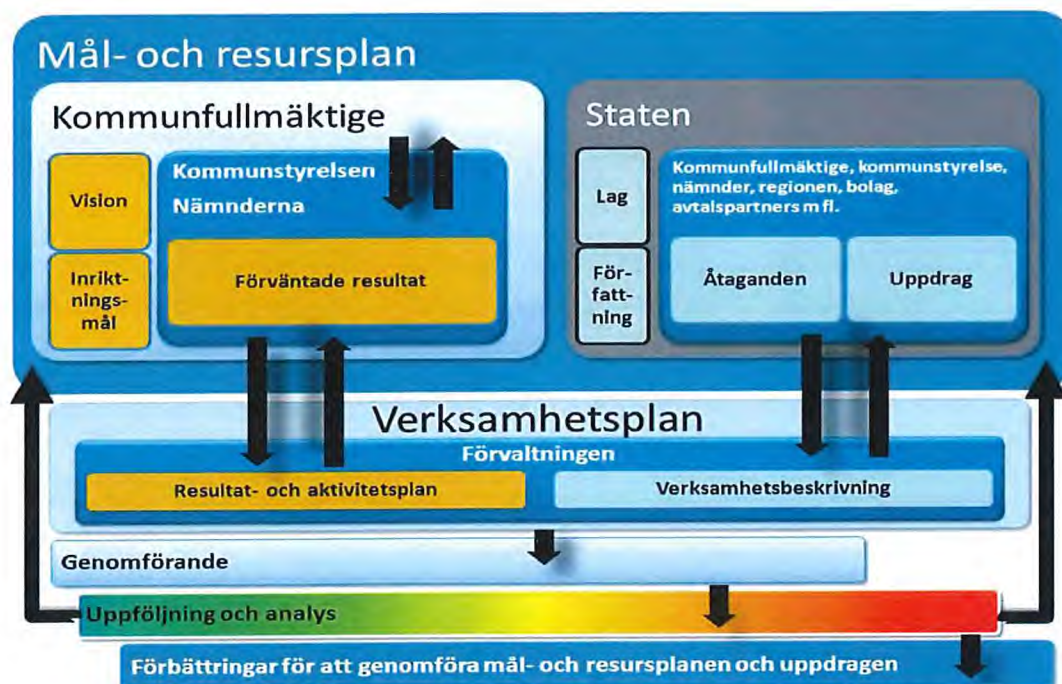 Mål- och resursplan
Kommunfullmäktige
Vision
Inrikt-
nings-
mål
Kommunstyrelsen
Nämnderna
Förväntade resultat
Staten
Lag
För-
fatt-
ning
Kommunfullmäktige, kommunstyrelse,
nämnder, regionen, bolag,
avtalspartners m fl.
Åtaganden
Uppdrag
Verksamhetsplan
Förvaltningen
Resultat- och aktivitetsplan
Verksamhetsbeskrivning
Genomförande
Uppföljning och analys
Förbättringar för att genomföra mål- och resursplanen och uppdragen